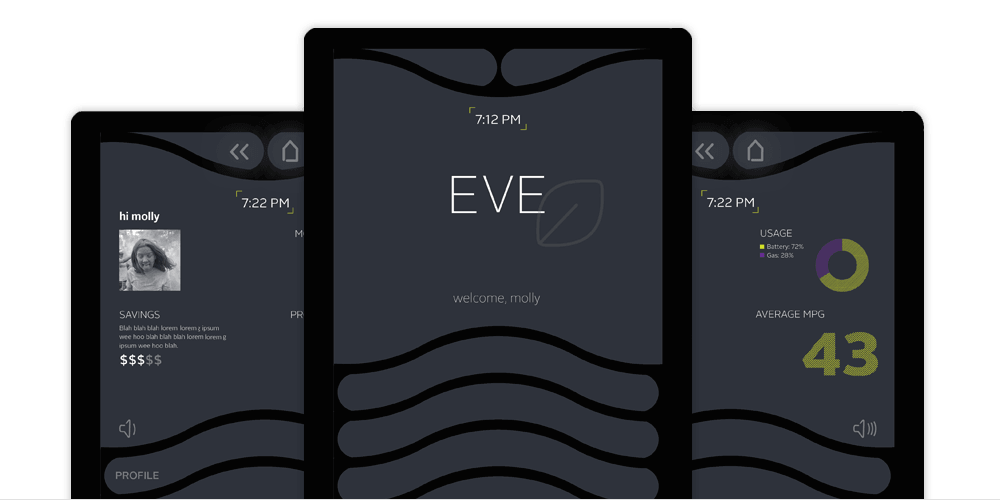 7:22 PM
hi molly
SAVINGS
Blah blah blah lorem lorem g ipsum
wee hoo blah blah blah lorem lorem g
ipsum wee hoo blah.
$$$$$
PROFILE
7:12 PM
EVE
welcome, molly
7:22 PM
USAGE
Battery: 72%
Gas: 28%
AVERAGE MPG
43